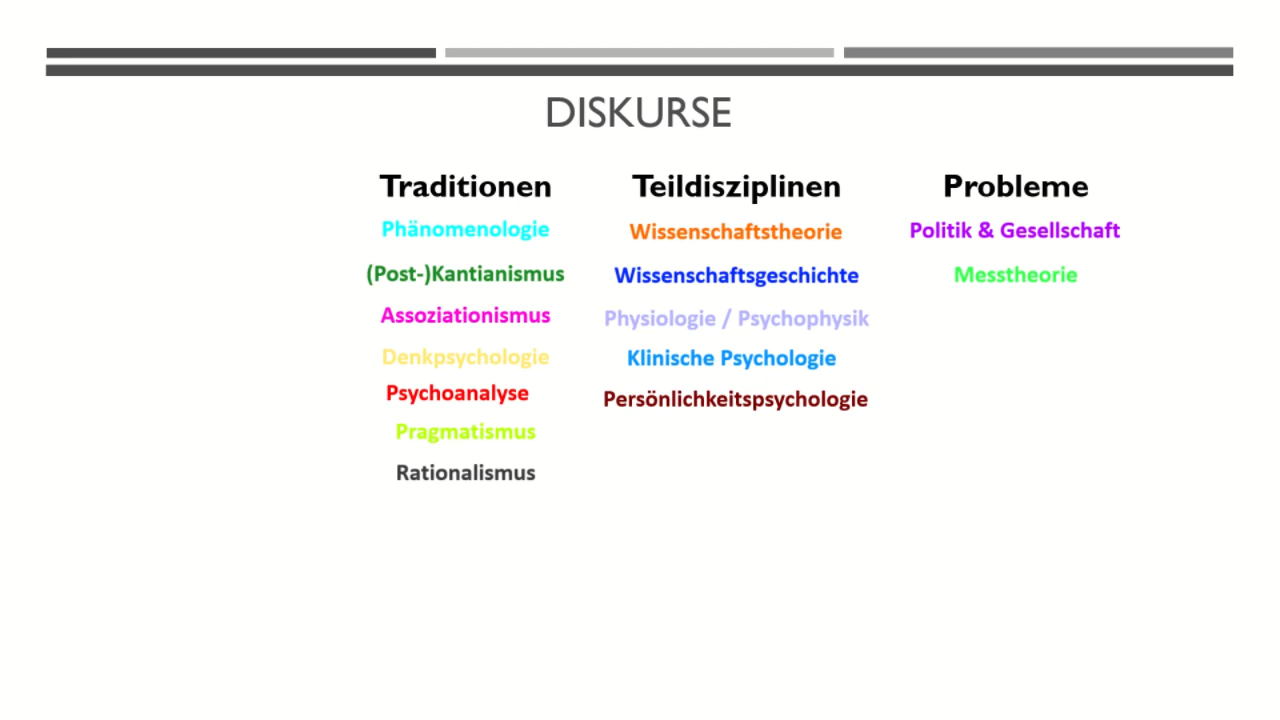 DISKURSE
Traditionen
Phänomenologie
(Post-)Kantianismus
Assoziationismus
Denkpsychologie
Psychoanalyse
Pragmatismus
Rationalismus
Teildisziplinen
Wissenschaftstheorie
Wissenschaftsgeschichte
Physiologie / Psychophysik
Klinische Psychologie
Persönlichkeitspsychologie
Probleme
Politik & Gesellschaft
Messtheorie